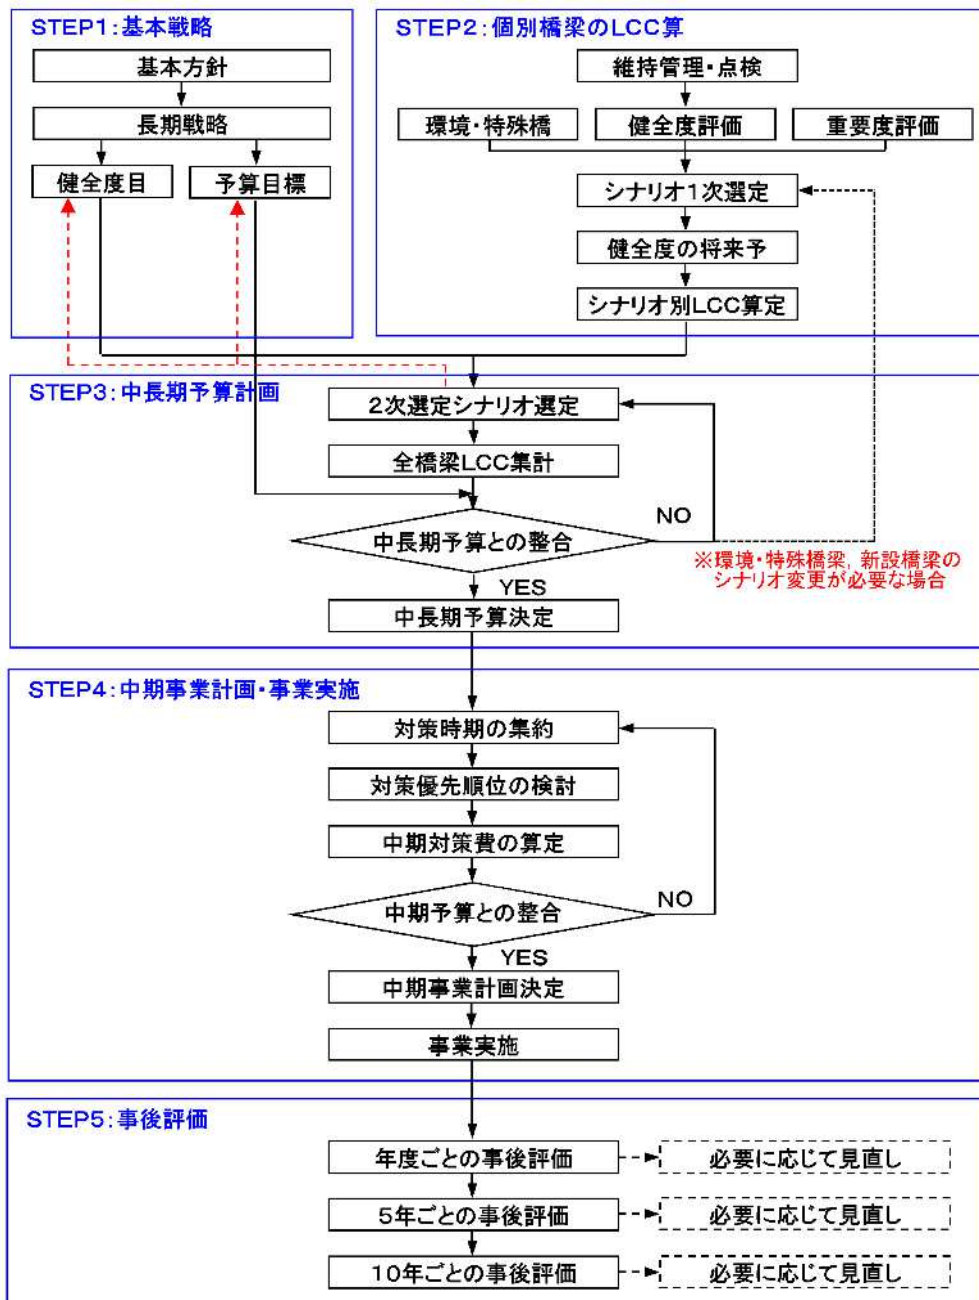 STEP1:基本戦略
基本方針
長期戦略
健全度目
予算目標
STEP2:個別橋梁のLCC算
維持管理・点検
環境・特殊橋
健全度評価
重要度評価
シナリオ1次選定
健全度の将来予
シナリオ別LCC算定
STEP3:中長期予算計画
2次選定シナリオ選定
全橋梁LCC集計
中長期予算との整合
NO
※環境・特殊橋梁,新設橋梁の
シナリオ変更が必要な場合
YES
中長期予算決定
STEP4:中期事業計画・事業実施
対策時期の集約
対策優先順位の検討
中期対策費の算定
中期予算との整合
NO
YES
中期事業計画決定
事業実施
STEP5:事後評価
年度ごとの事後評価
必要に応じて見直し
5年ごとの事後評価
必要に応じて見直し
10年ごとの事後評価
必要に応じて見直し